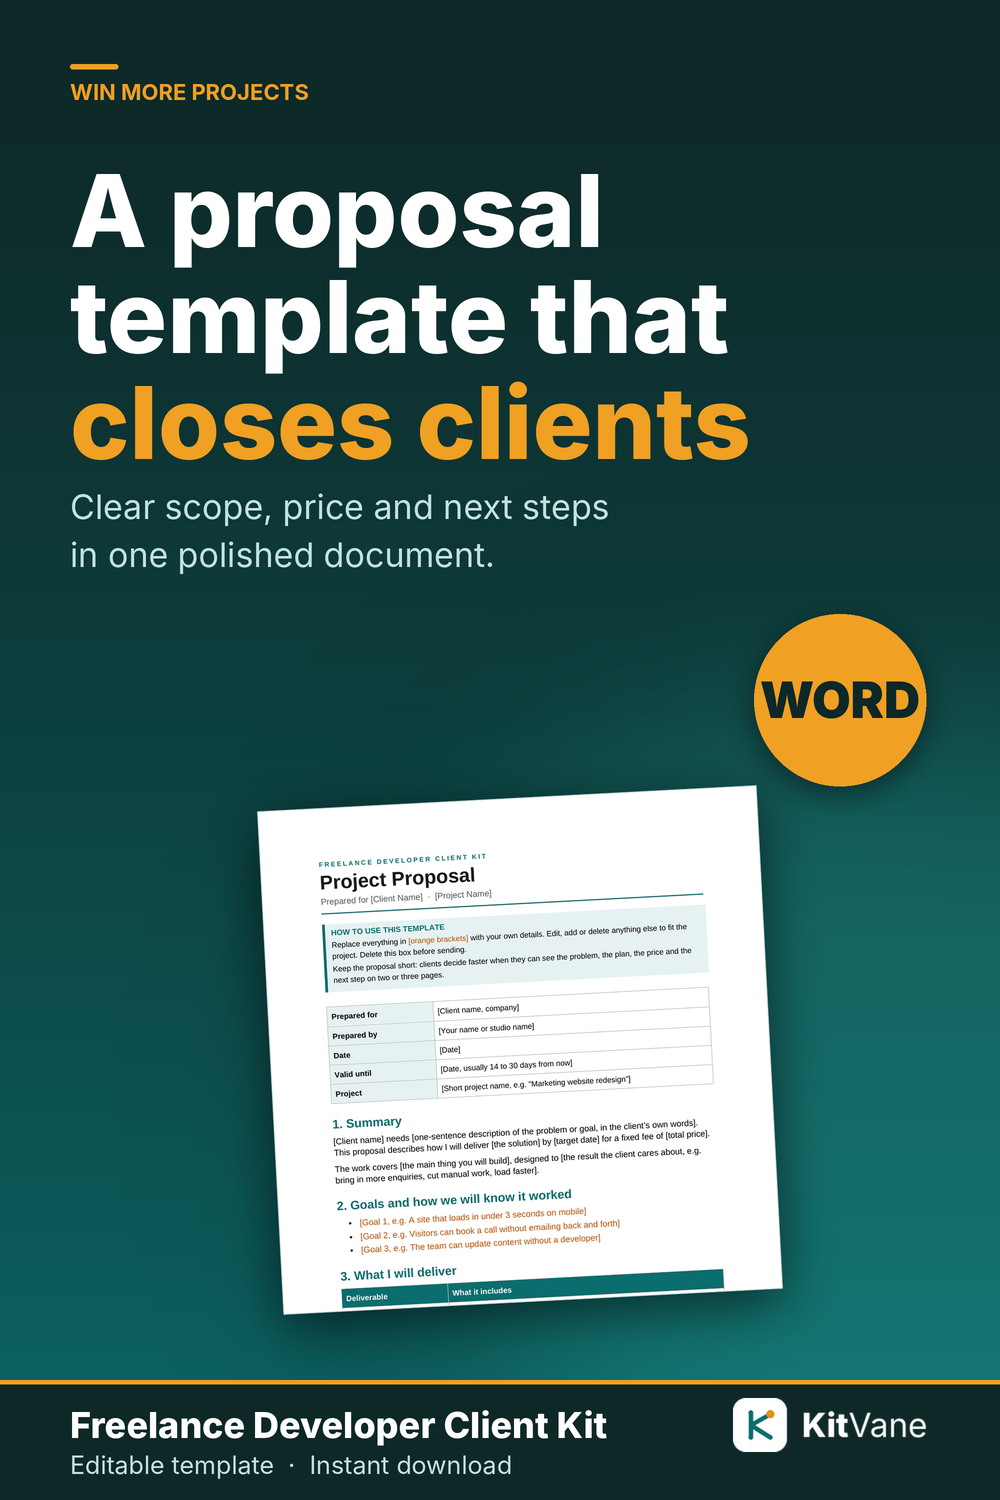 WIN MORE PROJECTS
A proposal
template that
closes clients
Clear scope, price and next steps
in one polished document.
WORD
FREELANCE DEVELOPER CLIENT KIT
Project Proposal
Prepared for [Client Name] · [Project Name]
HOW TO USE THIS TEMPLATE
Replace everything in [orange brackets] with your own details. Edit, add or delete anything else to fit the
project. Delete this box before sending.
Keep the proposal short: clients decide faster when they can see the problem, the plan, the price and the
next step on two or three pages.
Prepared for [Client name, company]
Prepared by [Your name or studio name]
Date [Date]
Valid until [Date, usually 14 to 30 days from now]
Project [Short project name, e.g. "Marketing website redesign"]
1. Summary
[Client name] needs [one-sentence description of the problem or goal, in the client's own words].
This proposal describes how I will deliver [the solution] by [target date] for a fixed fee of [total price].
The work covers [the main thing you will build], designed to [the result the client cares about, e.g.
bring in more enquiries, cut manual work, load faster].
2. Goals and how we will know it worked
• [Goal 1, e.g. A site that loads in under 3 seconds on mobile]
• [Goal 2, e.g. Visitors can book a call without emailing back and forth]
• [Goal 3, e.g. The team can update content without a developer]
3. What I will deliver
Deliverable What it includes
Freelance Developer Client Kit
Editable template · Instant download
KitVane